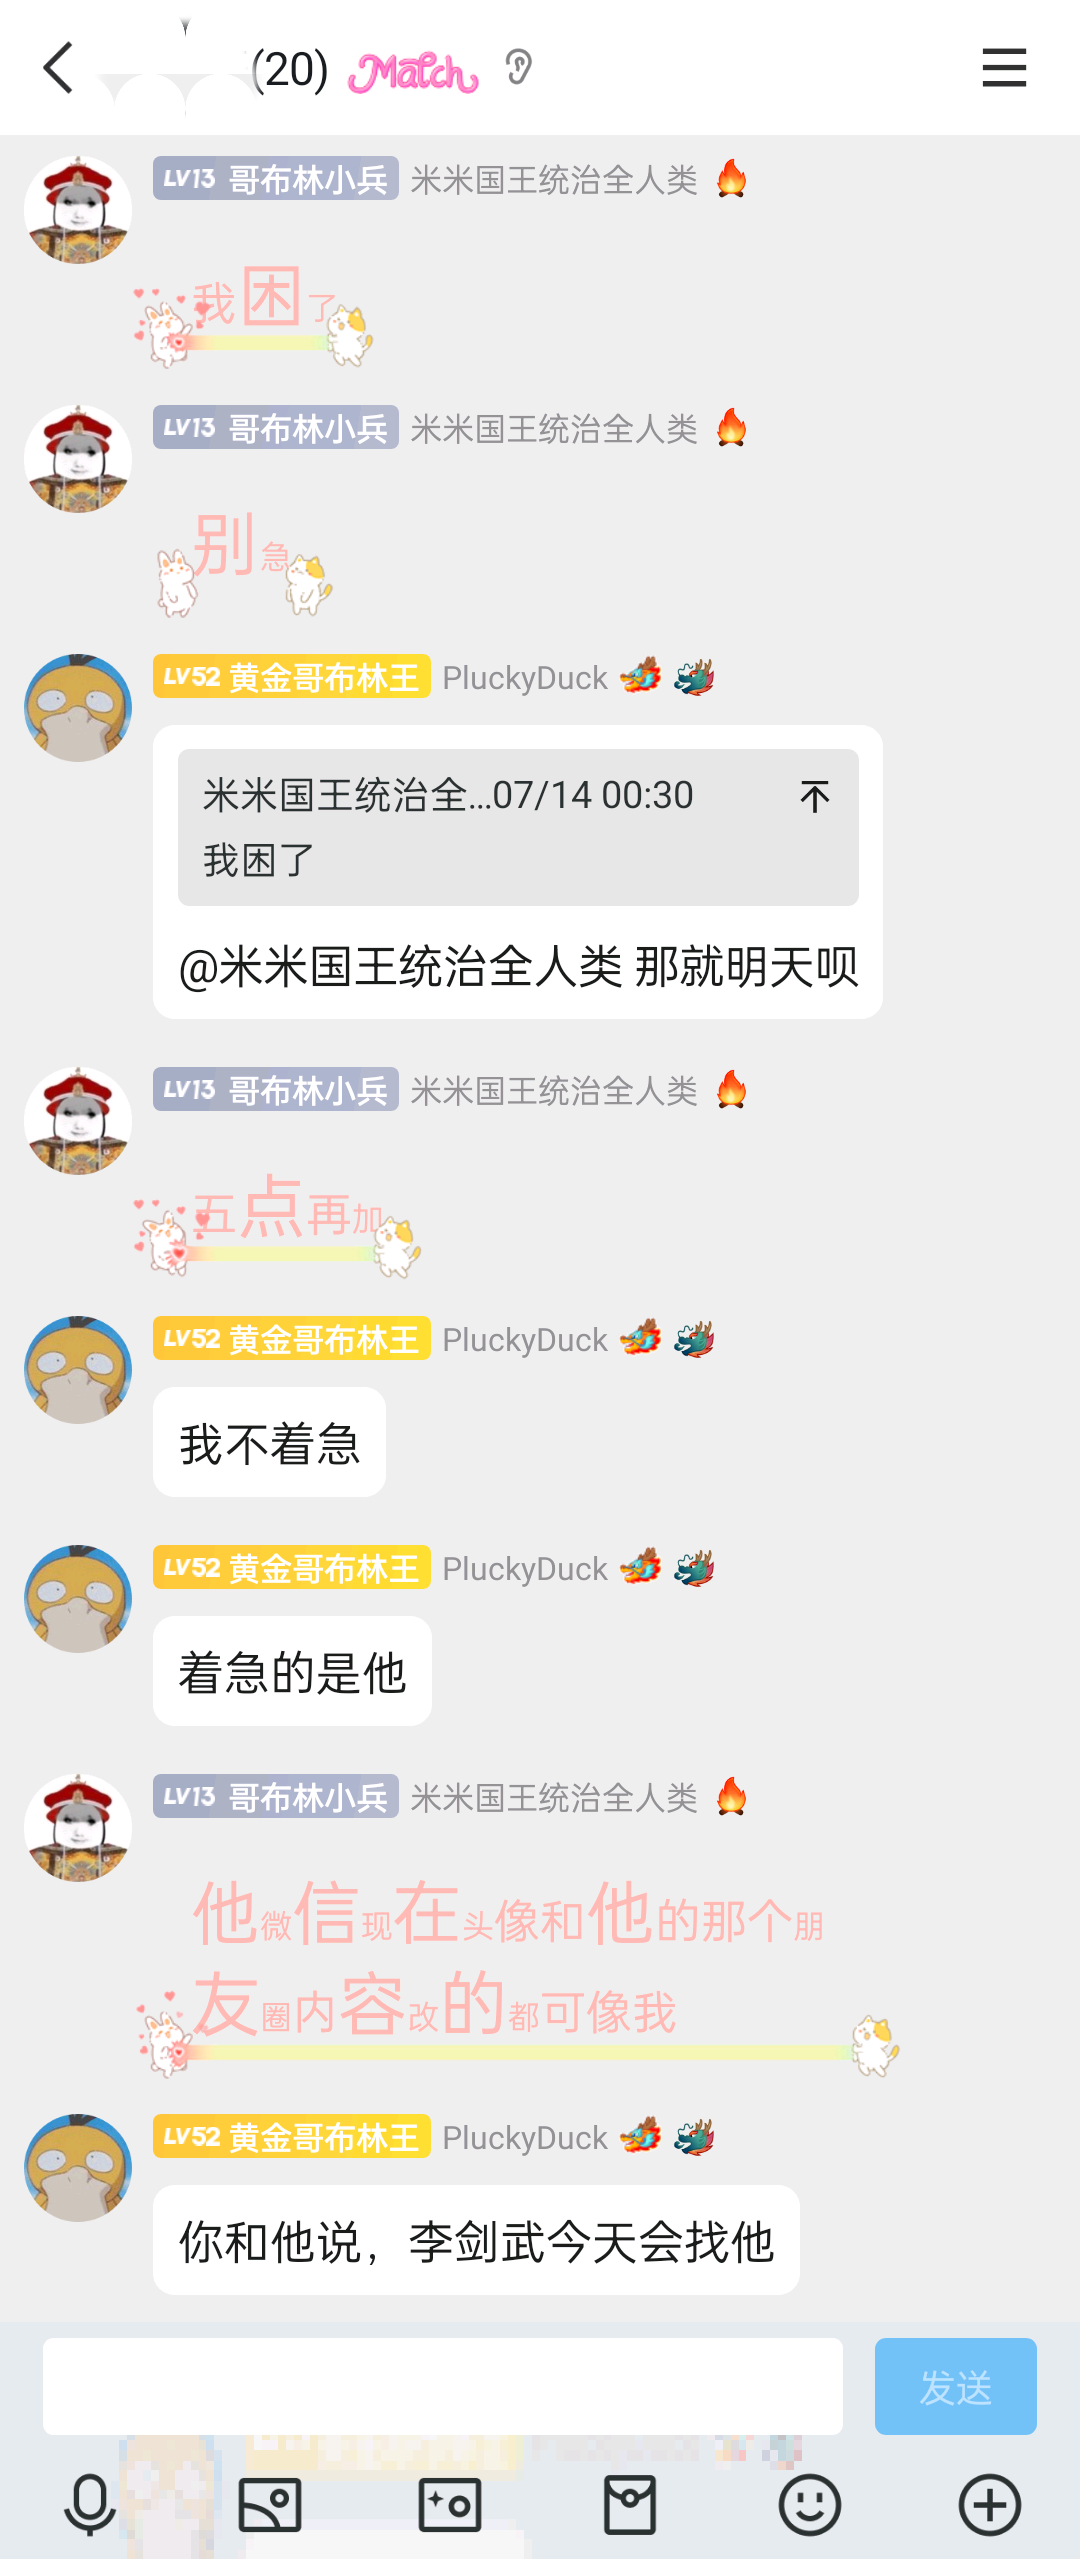 (20) Match
LV13 哥布林小兵 米米国王统治全人类
我困了
LV13 哥布林小兵 米米国王统治全人类
别急
LV52 黄金哥布林王 PluckyDuck
米米国王统治全...07/14 00:30
我困了
@米米国王统治全人类 那就明天呗
LV13 哥布林小兵 米米国王统治全人类
五点再加
LV52 黄金哥布林王 PluckyDuck
我不着急
LV52 黄金哥布林王 PluckyDuck
着急的是他
LV13 哥布林小兵 米米国王统治全人类
他微信现在头像和他的那个朋
友圈内容改的都可像我
LV52 黄金哥布林王 PluckyDuck
你和他说，李剑武今天会找他
发送